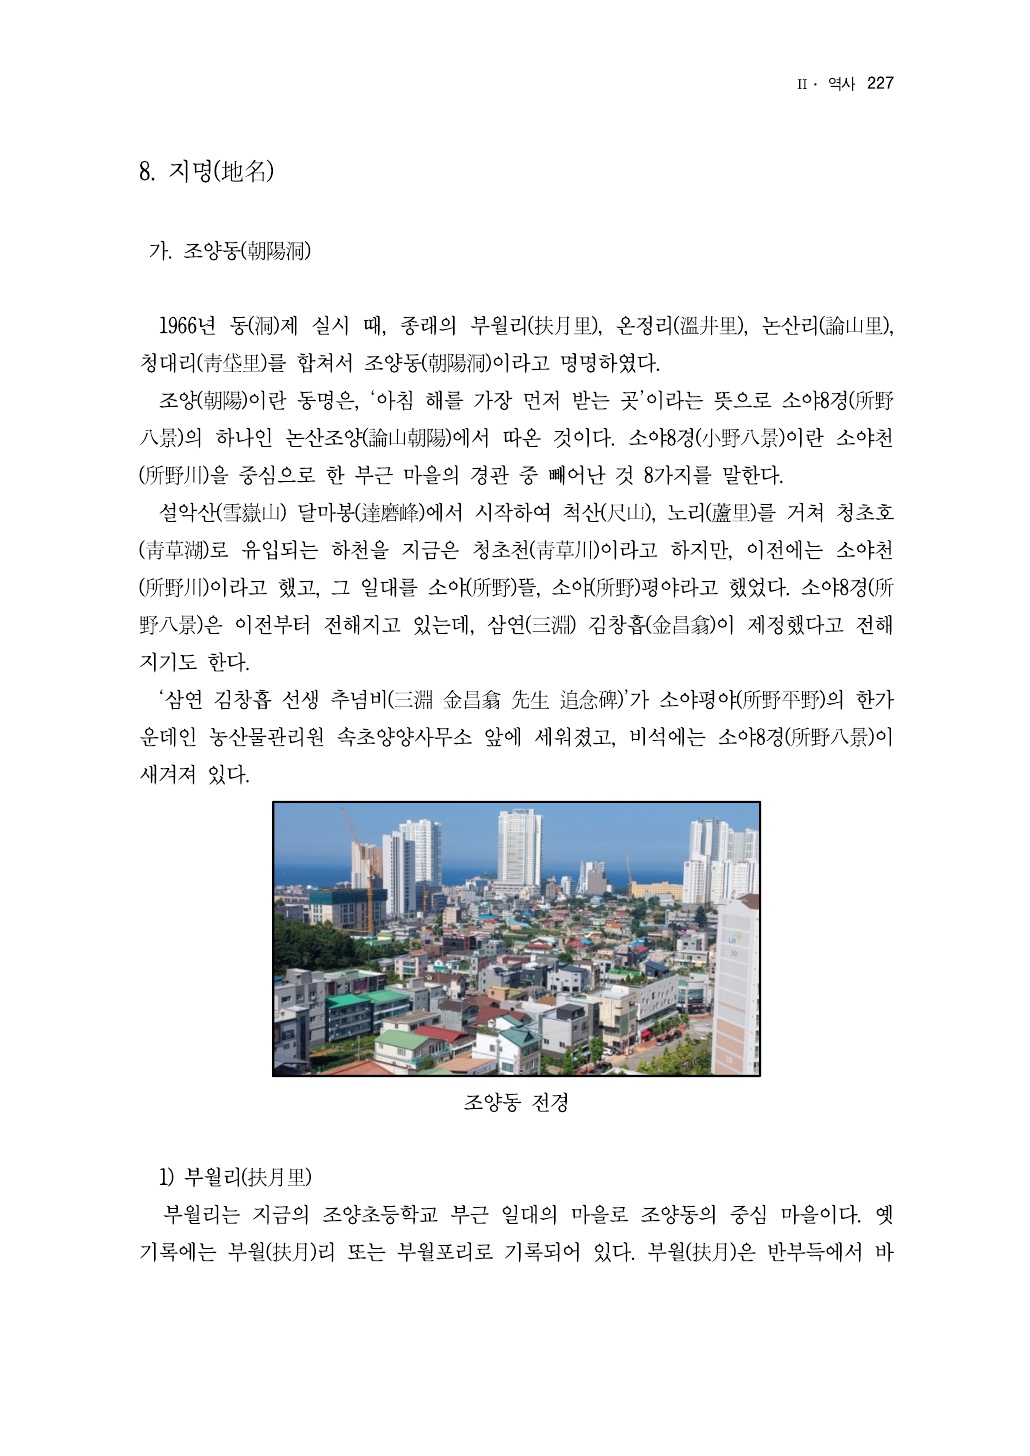 II · 역사 227
8. 지명(地名)
가. 조양동(朝陽洞)
1966년 동(洞)제 실시 때, 종래의 부월리(扶月里), 온정리(溫井里), 논산리(論山里),
청대리(靑垈里)를 합쳐서 조양동(朝陽洞)이라고 명명하였다.
조양(朝陽)이란 동명은, ‘아침 해를 가장 먼저 받는 곳’이라는 뜻으로 소야8경(所野
八景)의 하나인 논산조양(論山朝陽)에서 따온 것이다. 소야8경(小野八景)이란 소야천
(所野川)을 중심으로 한 부근 마을의 경관 중 빼어난 것 8가지를 말한다.
설악산(雪嶽山) 달마봉(達磨峰)에서 시작하여 척산(尺山), 노리(蘆里)를 거쳐 청초호
(靑草湖)로 유입되는 하천을 지금은 청초천(靑草川)이라고 하지만, 이전에는 소야천
(所野川)이라고 했고, 그 일대를 소야(所野)뜰, 소야(所野)평야라고 했었다. 소야8경(所
野八景)은 이전부터 전해지고 있는데, 삼연(三淵) 김창흡(金昌翕)이 제정했다고 전해
지기도 한다.
‘삼연 김창흡 선생 추념비(三淵 金昌翕 先生 追念碑)’가 소야평야(所野平野)의 한가
운데인 농산물관리원 속초양양사무소 앞에 세워졌고, 비석에는 소야8경(所野八景)이
새겨져 있다.
조양동 전경
1) 부월리(扶月里)
부월리는 지금의 조양초등학교 부근 일대의 마을로 조양동의 중심 마을이다. 옛
기록에는 부월(扶月)리 또는 부월포리로 기록되어 있다. 부월(扶月)은 반부득에서 바